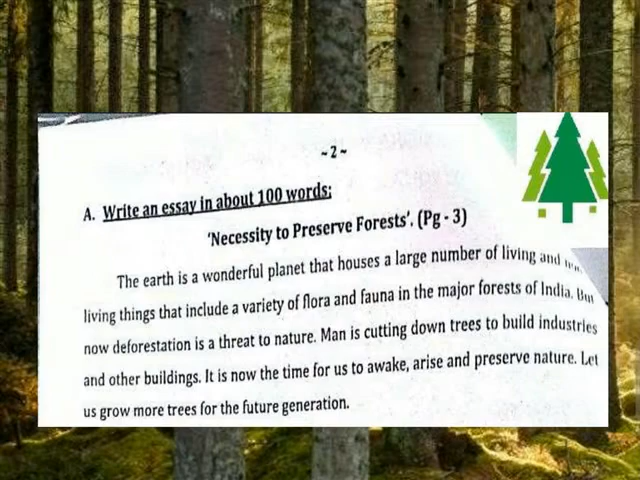 ~ 2 ~
A. Write an essay in about 100 words:
'Necessity to Preserve Forests'. (Pg - 3)
The earth is a wonderful planet that houses a large number of living and
living things that include a variety of flora and fauna in the major forests of India. But
now deforestation is a threat to nature. Man is cutting down trees to build industries
and other buildings. It is now the time for us to awake, arise and preserve nature. Let
us grow more trees for the future generation.